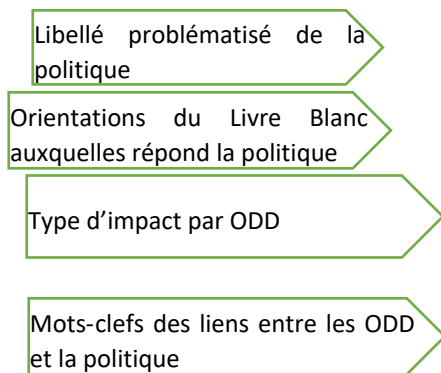 Libellé problématisé de la
politique
Orientations du Livre Blanc
auxquelles répond la politique
Type d’impact par ODD
Mots-clefs des liens entre les ODD
et la politique